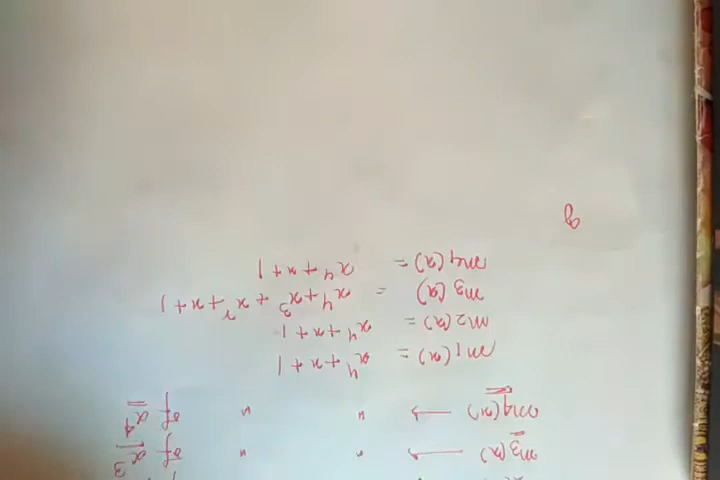 m3(x) → " " of α³
m4(x) → " " of α⁴
m1(x) = x⁴+x+1
m2(x) = x⁴+x+1
m3(x) = x⁴+x³+x²+x+1
m4(x) = x⁴+x+1
g